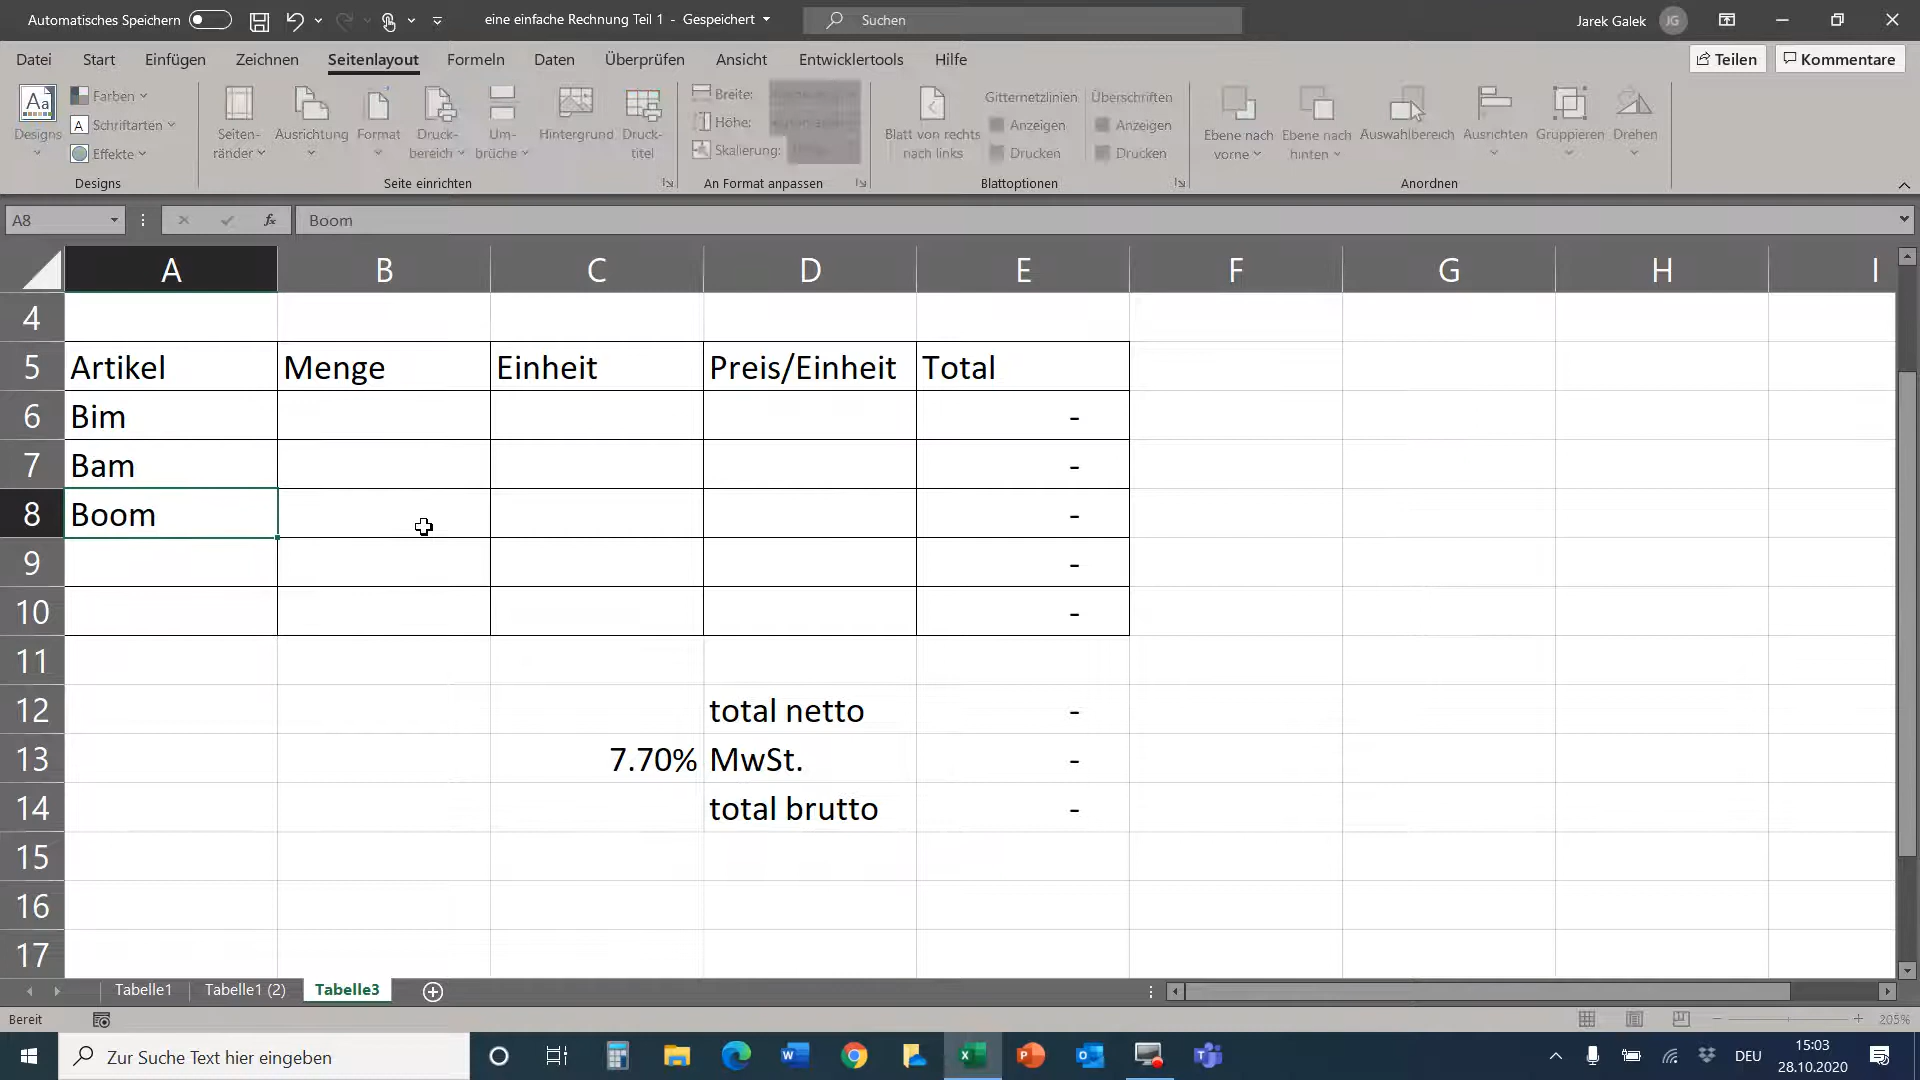 Automatisches Speichern
eine einfache Rechnung Teil 1 - Gespeichert
Suchen
Jarek Galek
JG
Datei Start Einfügen Zeichnen Seitenlayout Formeln Daten Überprüfen Ansicht Entwicklertools Hilfe
Teilen
Kommentare
Designs
Farben
Schriftarten
Effekte
Designs
Seiten-
ränder
Ausrichtung
Format
Druck-
bereich
Um-
brüche
Hintergrund
Druck-
titel
Seite einrichten
Breite:
Höhe:
Skalierung:
An Format anpassen
Blatt von rechts
nach links
Gitternetzlinien
Anzeigen
Drucken
Überschriften
Anzeigen
Drucken
Blattoptionen
Ebene nach
vorne
Ebene nach
hinten
Auswahlbereich
Ausrichten
Gruppieren
Drehen
Anordnen
A8
fx
Boom
A B C D E F G H I
4
5 Artikel Menge Einheit Preis/Einheit Total
6 Bim -
7 Bam -
8 Boom -
9 -
10 -
11
12 total netto -
13 7.70% MwSt. -
14 total brutto -
15
16
17
Tabelle1 Tabelle1 (2) Tabelle3
Bereit
205%
Zur Suche Text hier eingeben
DEU
15:03
28.10.2020